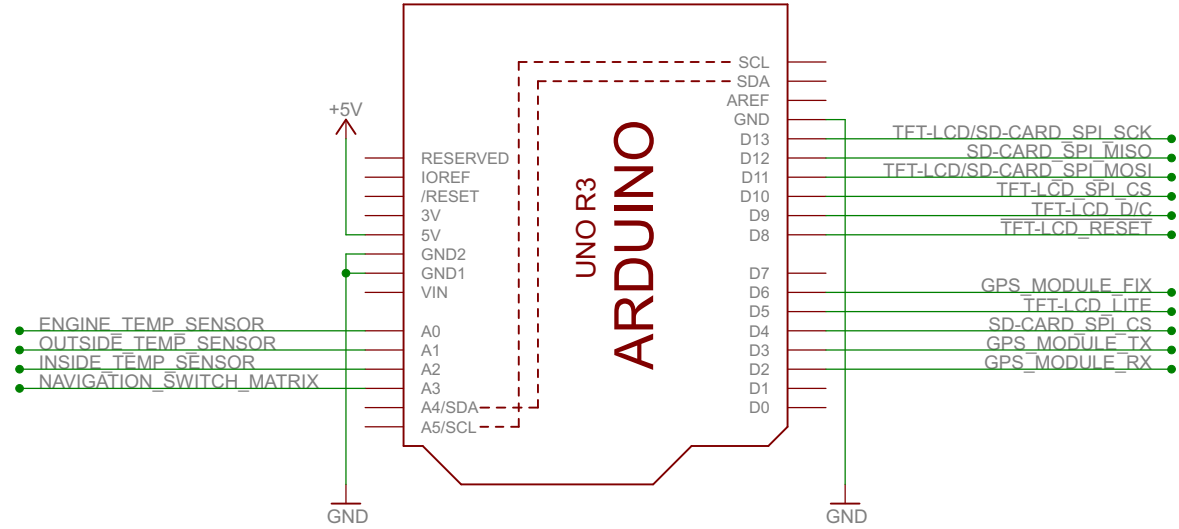 +5V
RESERVED
IOREF
/RESET
3V
5V
GND2
GND1
VIN
ENGINE_TEMP_SENSOR A0
OUTSIDE_TEMP_SENSOR A1
INSIDE_TEMP_SENSOR A2
NAVIGATION_SWITCH_MATRIX A3
A4/SDA
A5/SCL
GND
UNO R3
ARDUINO
SCL
SDA
AREF
GND
D13 TFT-LCD/SD-CARD_SPI_SCK
D12 SD-CARD_SPI_MISO
D11 TFT-LCD/SD-CARD_SPI_MOSI
D10 TFT-LCD_SPI_CS
D9 TFT-LCD_D/C
D8 TFT-LCD_RESET
D7
D6 GPS_MODULE_FIX
D5 TFT-LCD_LITE
D4 SD-CARD_SPI_CS
D3 GPS_MODULE_TX
D2 GPS_MODULE_RX
D1
D0
GND